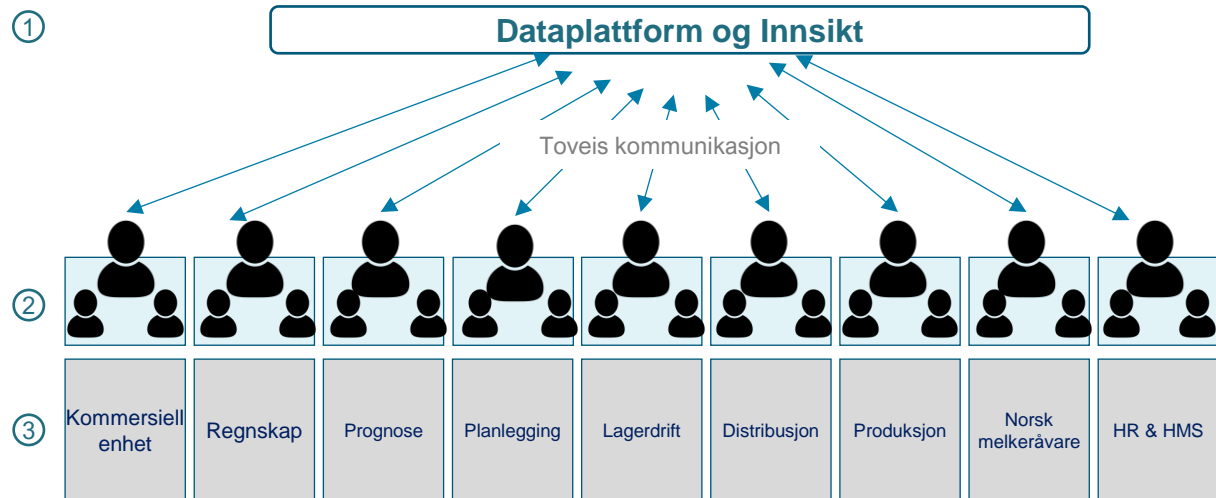 1
Dataplattform og Innsikt
Toveis kommunikasjon
2
3
Kommersiell
enhet
Regnskap
Prognose
Planlegging
Lagerdrift
Distribusjon
Produksjon
Norsk
melkeråvare
HR & HMS